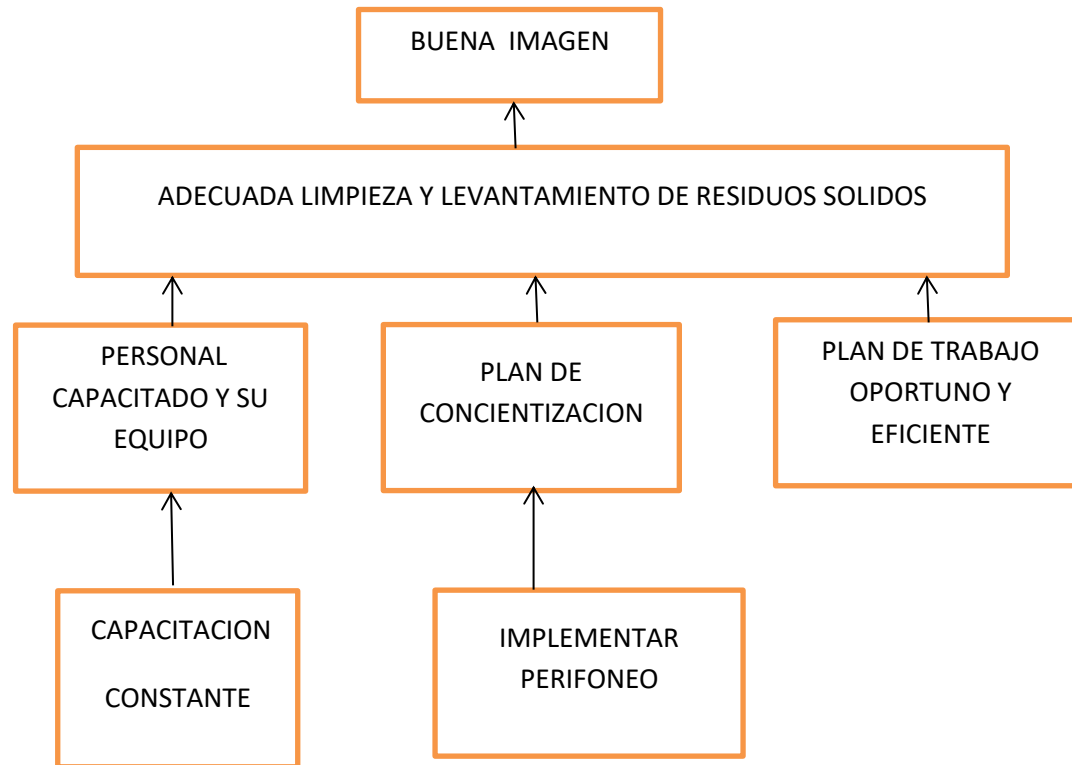 BUENA  IMAGEN
ADECUADA LIMPIEZA Y LEVANTAMIENTO DE RESIDUOS SOLIDOS
PERSONAL
CAPACITADO Y SU
EQUIPO
PLAN DE
CONCIENTIZACION
PLAN DE TRABAJO
OPORTUNO Y
EFICIENTE
CAPACITACION
CONSTANTE
IMPLEMENTAR
PERIFONEO